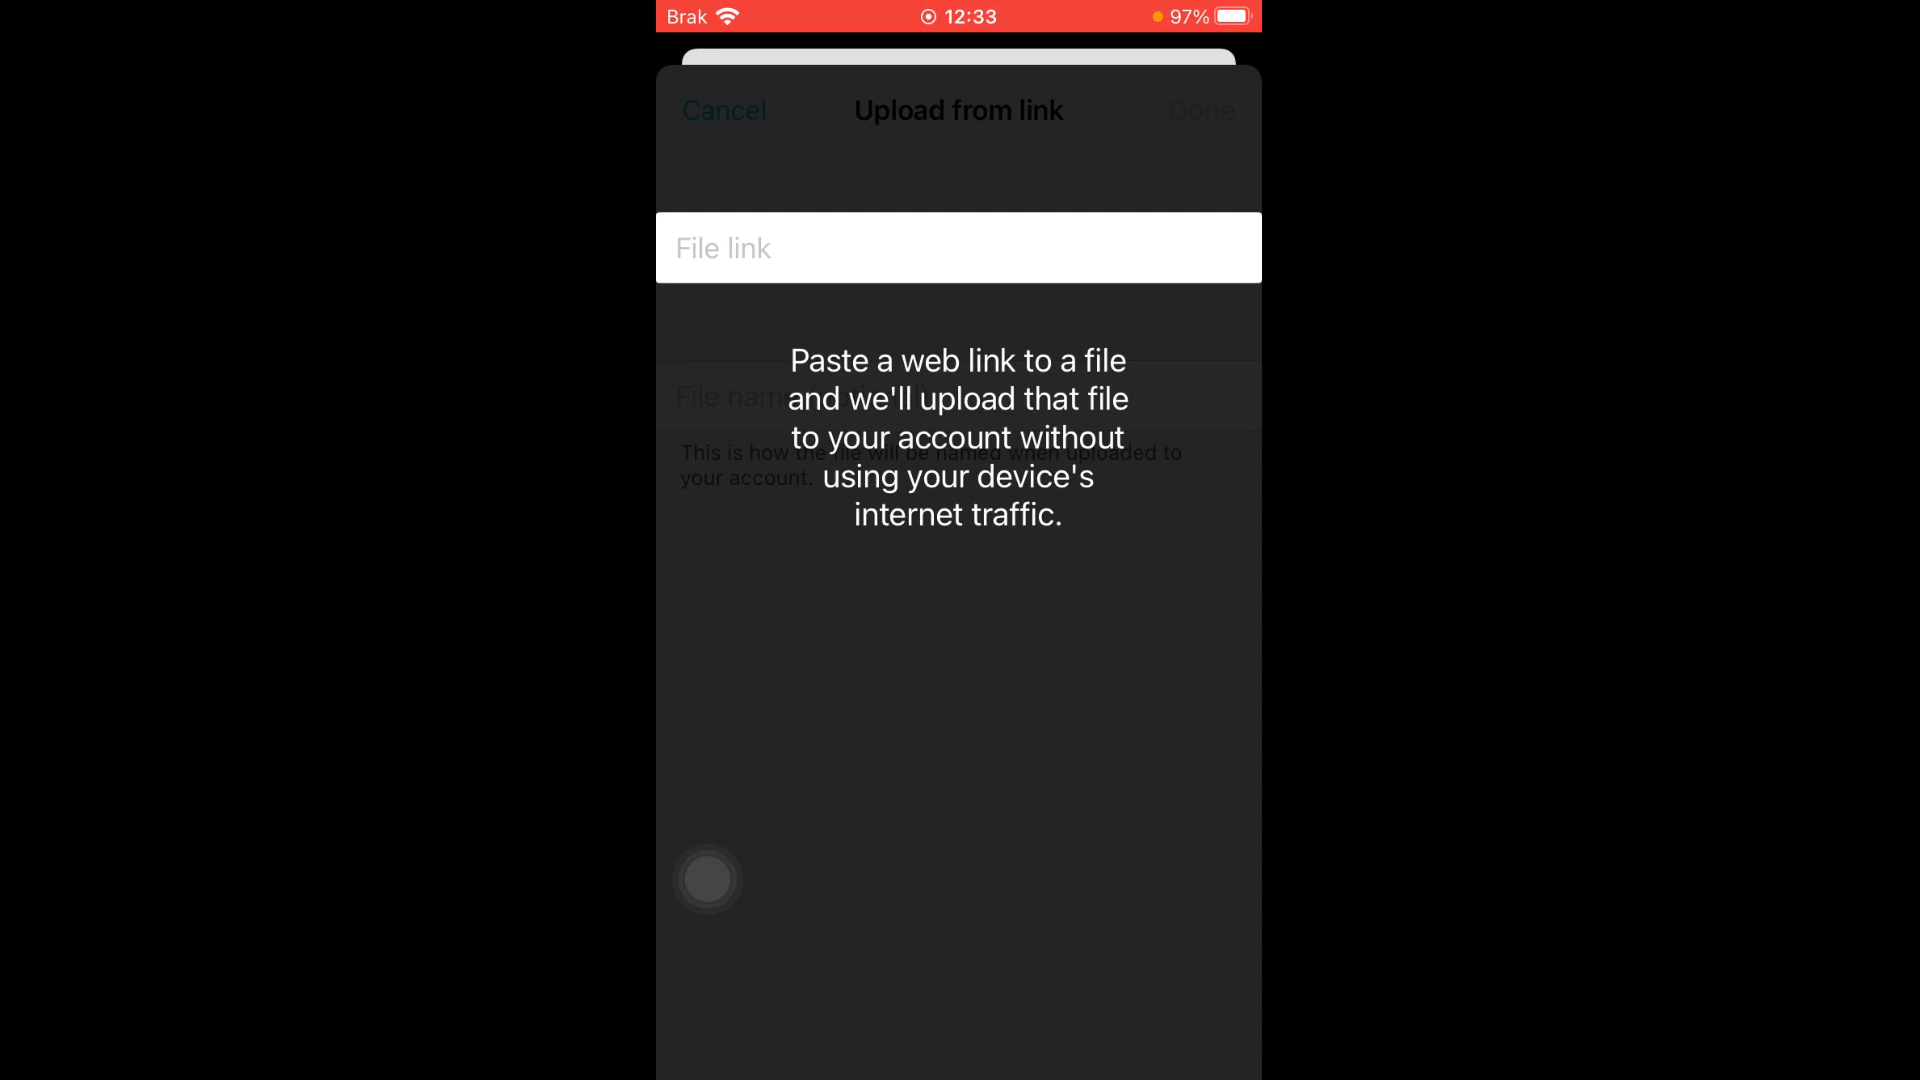 Brak 12:33 97%
Cancel Upload from link Done
File link
Paste a web link to a file
File name
and we'll upload that file
to your account without
This is how the file will be named when uploaded to
your account.
using your device's
internet traffic.